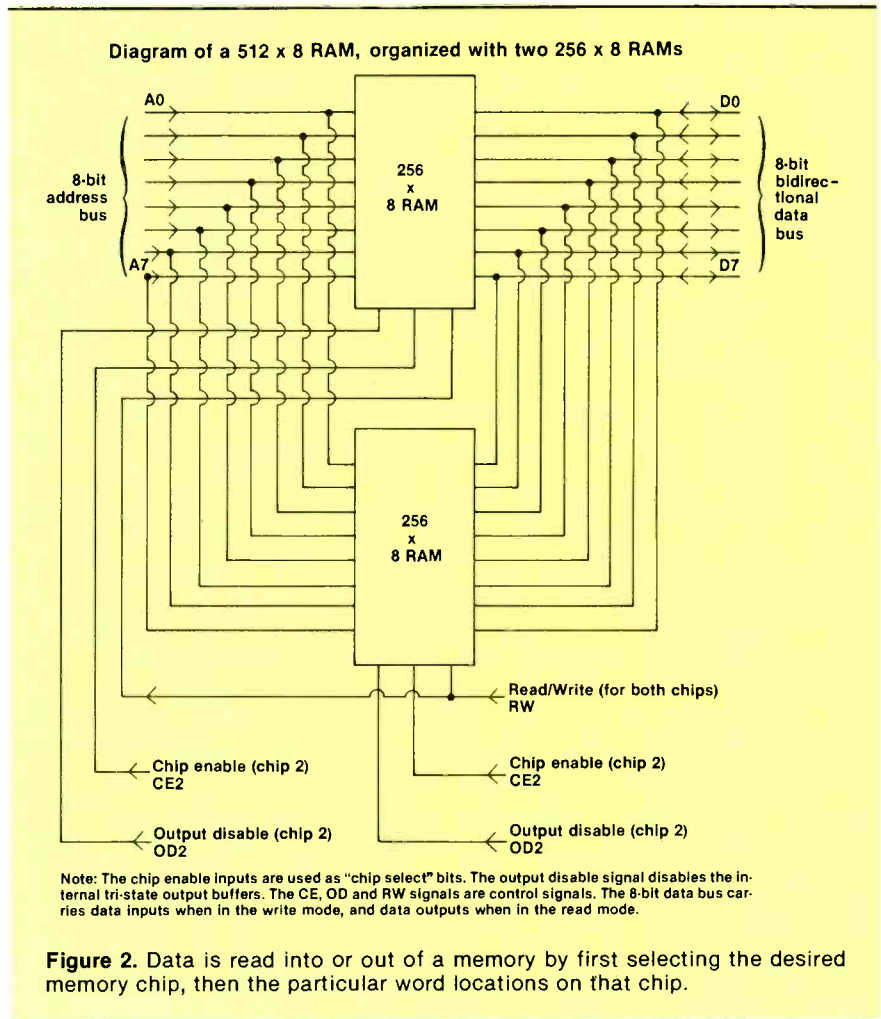 Diagram of a 512 x 8 RAM, organized with two 256 x 8 RAMs
A0
D0
8-bit
address
bus
256
x
8 RAM
8-bit
bidirec-
tional
data
bus
A7
D7
256
x
8 RAM
Read/Write (for both chips)
RW
Chip enable (chip 2)
CE2
Chip enable (chip 2)
CE2
Output disable (chip 2)
OD2
Output disable (chip 2)
OD2
Note: The chip enable inputs are used as "chip select" bits. The output disable signal disables the in-
ternal tri-state output buffers. The CE, OD and RW signals are control signals. The 8-bit data bus car-
ries data inputs when in the write mode, and data outputs when in the read mode.
Figure 2. Data is read into or out of a memory by first selecting the desired
memory chip, then the particular word locations on that chip.